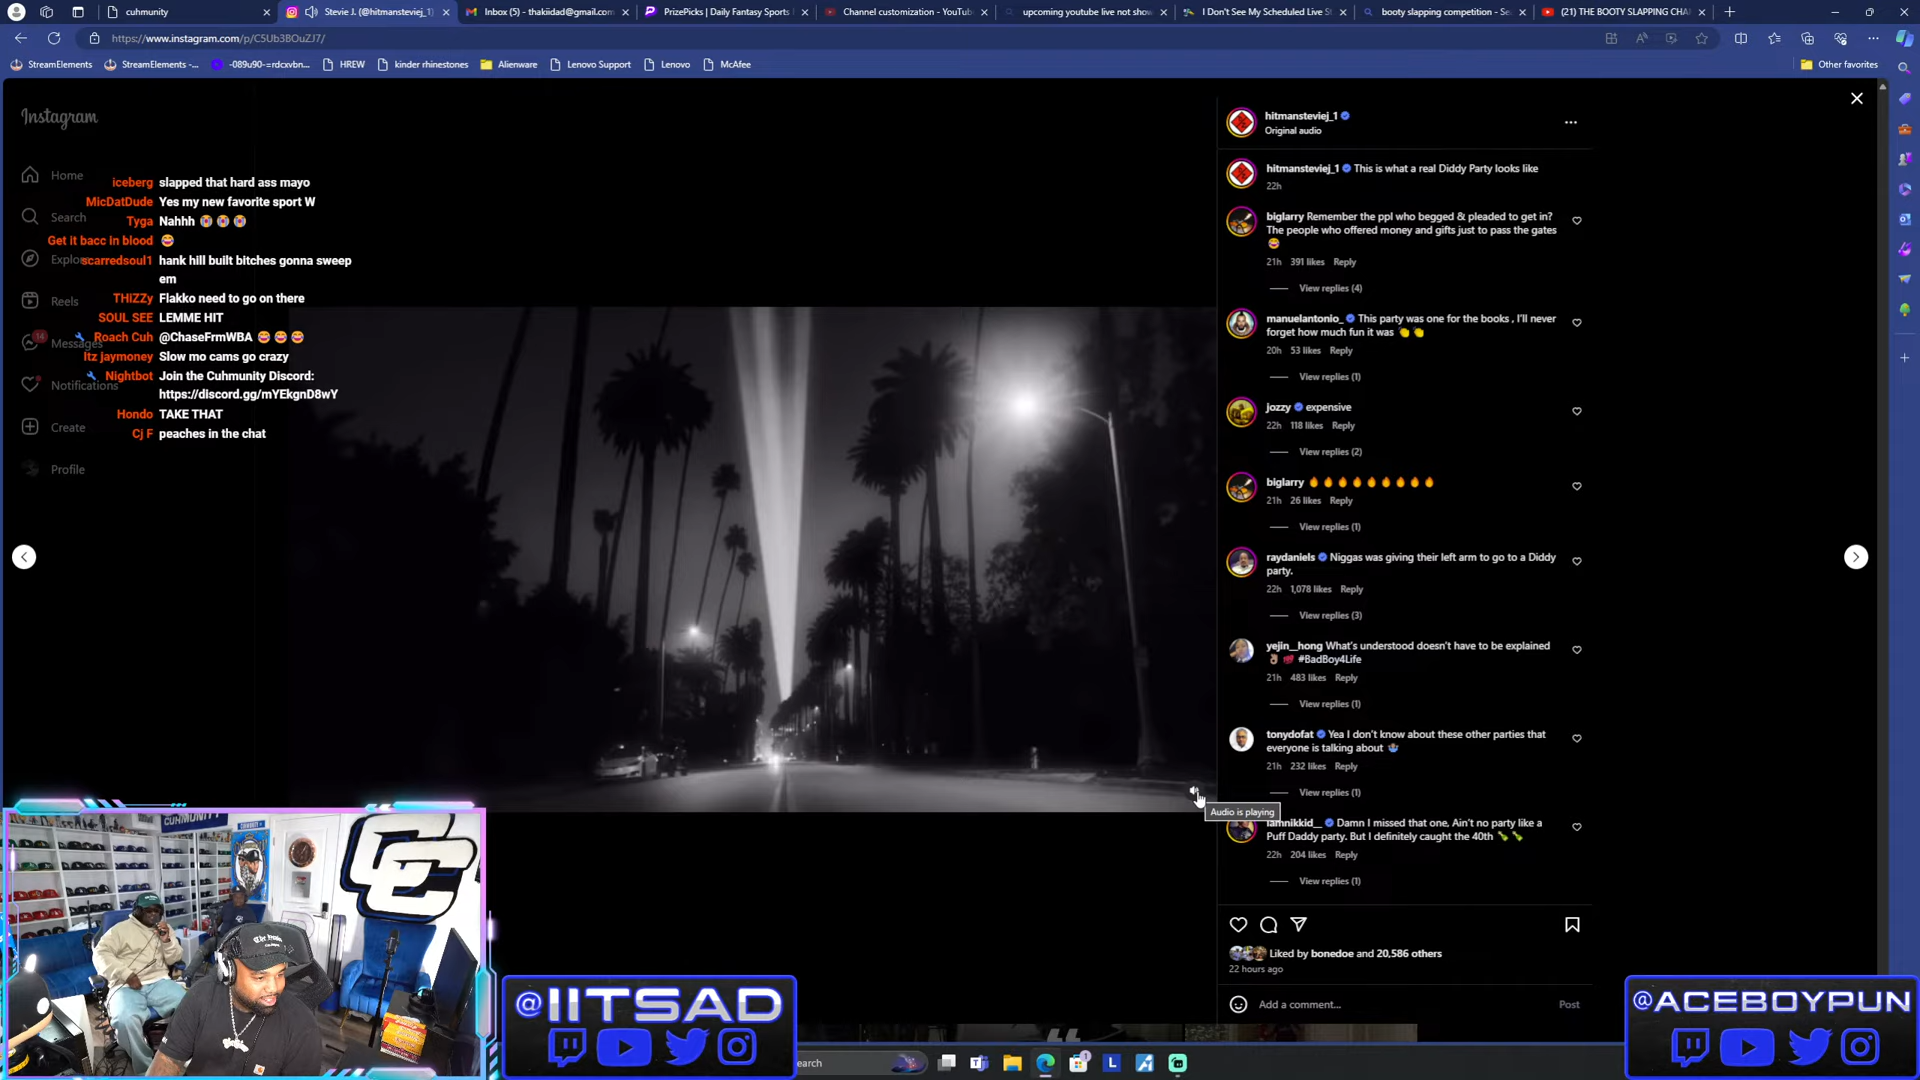 cuhmunity
Stevie J. (@hitmansteviej_1)
Inbox (5) - thakiidad@gmail.com
PrizePicks | Daily Fantasy Sports
Channel customization - YouTub
upcoming youtube live not show
I Don't See My Scheduled Live St
booty slapping competition - Se
(21) THE BOOTY SLAPPING CHA
https://www.instagram.com/p/C5Ub3BOuZJ7/
StreamElements
StreamElements -...
-089u90-=rdcxvbn...
HREW
kinder rhinestones
Alienware
Lenovo Support
Lenovo
McAfee
Other favorites
Instagram
Home
Search
Reels
14
Messages
Notifications
Create
Profile
iceberg slapped that hard ass mayo
MicDatDude Yes my new favorite sport W
Tyga Nahhh 😭 😭 😭
Get it bacc in blood 😂
scarredsoul1 hank hill built bitches gonna sweep
em
THIZZy Flakko need to go on there
SOUL SEE LEMME HIT
Roach Cuh @ChaseFrmWBA 😂 😂 😂
Itz jaymoney Slow mo cams go crazy
Nightbot Join the Cuhmunity Discord:
https://discord.gg/mYEkgnD8wY
Hondo TAKE THAT
Cj F peaches in the chat
hitmansteviej_1
Original audio
hitmansteviej_1 This is what a real Diddy Party looks like
22h
biglarry Remember the ppl who begged & pleaded to get in?
The people who offered money and gifts just to pass the gates
😂
21h 391 likes Reply
View replies (4)
manuelantonio_ This party was one for the books , I'll never
forget how much fun it was 👏 👏
20h 53 likes Reply
View replies (1)
jozzy expensive
22h 118 likes Reply
View replies (2)
biglarry 🔥 🔥 🔥 🔥 🔥 🔥 🔥 🔥 🔥
21h 26 likes Reply
View replies (1)
raydaniels Niggas was giving their left arm to go to a Diddy
party.
22h 1,078 likes Reply
View replies (3)
yejin__hong What's understood doesn't have to be explained
#BadBoy4Life
21h 483 likes Reply
View replies (1)
tonydofat Yea I don't know about these other parties that
everyone is talking about
21h 232 likes Reply
View replies (1)
Audio is playing
iamnikkid__ Damn I missed that one, Ain't no party like a
Puff Daddy party. But I definitely caught the 40th 🍾 🍾
22h 204 likes Reply
View replies (1)
Liked by bonedoe and 20,586 others
22 hours ago
Add a comment...
Post
CC
@IITSAD
@ACEBOYPUN
earch